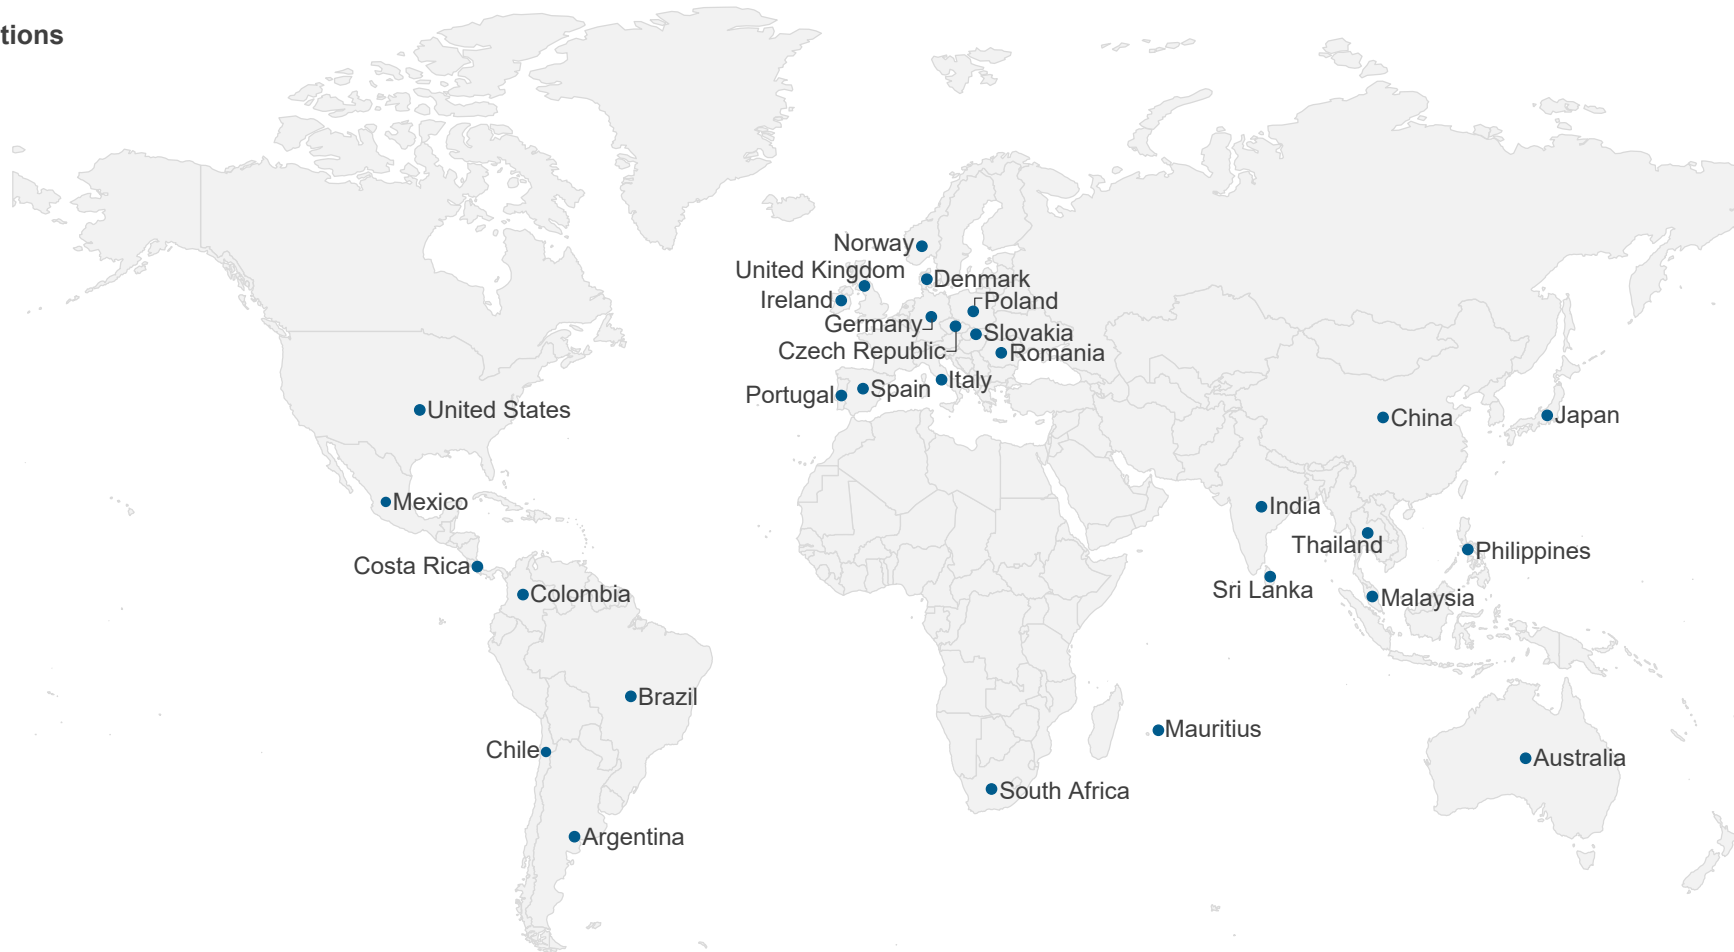 tions
Norway
United Kingdom
Denmark
Ireland
Poland
Germany
Slovakia
Czech Republic
Romania
Italy
Portugal
Spain
United States
China
Japan
Mexico
India
Thailand
Philippines
Costa Rica
Sri Lanka
Colombia
Malaysia
Brazil
Mauritius
Chile
Australia
South Africa
Argentina